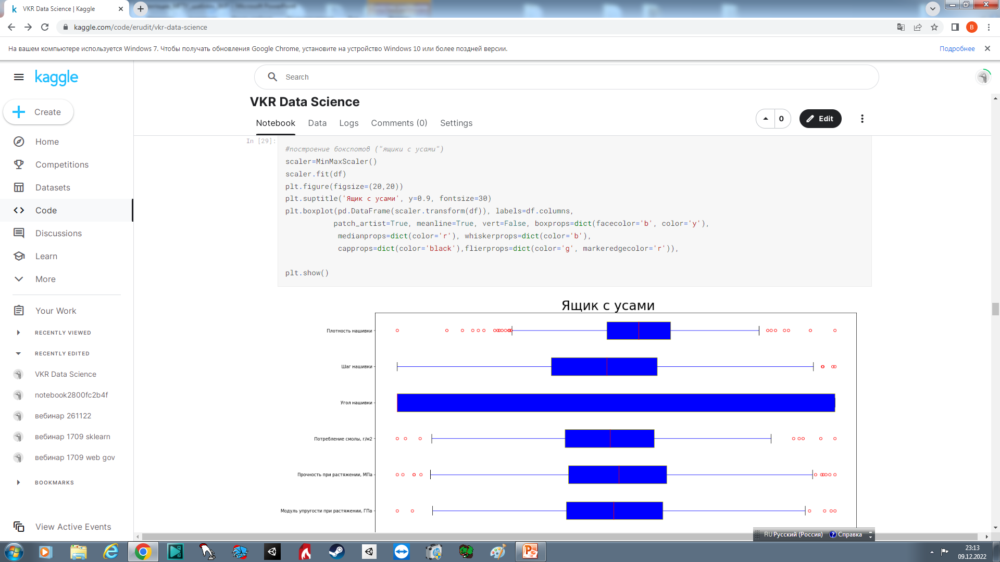 VKR Data Science | Kaggle
kaggle.com/code/erudit/vkr-data-science
B
На вашем компьютере используется Windows 7. Чтобы получать обновления Google Chrome, установите на устройство Windows 10 или более поздней версии.
Подробнее
kaggle
Search
Create
VKR Data Science
Notebook
Data
Logs
Comments (0)
Settings
0
Edit
Home
Competitions
Datasets
Code
Discussions
Learn
More
Your Work
RECENTLY VIEWED
RECENTLY EDITED
VKR Data Science
notebook2800fc2b4f
вебинар 261122
вебинар 1709 sklearn
вебинар 1709 web gov
BOOKMARKS
View Active Events
In [29]:
#построение бокспотов ("ящики с усами")
scaler=MinMaxScaler()
scaler.fit(df)
plt.figure(figsize=(20,20))
plt.suptitle('Ящик с усами', y=0.9, fontsize=30)
plt.boxplot(pd.DataFrame(scaler.transform(df)), labels=df.columns,
patch_artist=True, meanline=True, vert=False, boxprops=dict(facecolor='b', color='y'),
medianprops=dict(color='r'), whiskerprops=dict(color='b'),
capprops=dict(color='black'),flierprops=dict(color='g', markeredgecolor='r')),
plt.show()
Ящик с усами
Плотность нашивки
Шаг нашивки
Угол нашивки
Потребление смолы, г/м2
Прочность при растяжении, МПа
Модуль упругости при растяжении, ГПа
RU Русский (Россия)
Справка
23:13
09.12.2022